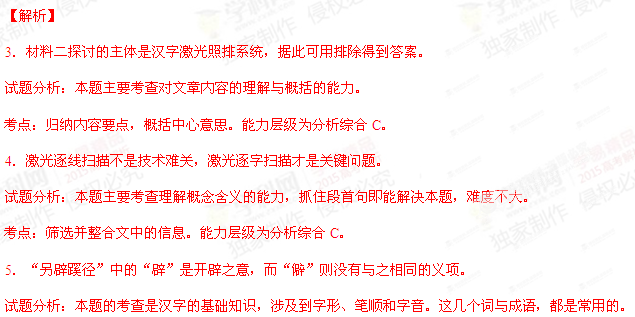 【解析】
3．材料二探讨的主体是汉字激光照排系统，据此可用排除得到答案。
试题分析：本题主要考查对文章内容的理解与概括的能力。
考点：归纳内容要点，概括中心意思。能力层级为分析综合 C。
4．激光逐线扫描不是技术难关，激光逐字扫描才是关键问题。
试题分析：本题主要考查理解概念含义的能力，抓住段首句即能解决本题，难度不大。
考点：筛选并整合文中的信息。能力层级为分析综合 C。
5．“另辟蹊径”中的“辟”是开辟之意，而“僻”则没有与之相同的义项。
试题分析：本题的考查是汉字的基础知识，涉及到字形、笔顺和字音。这几个词与成语，都是常用的。